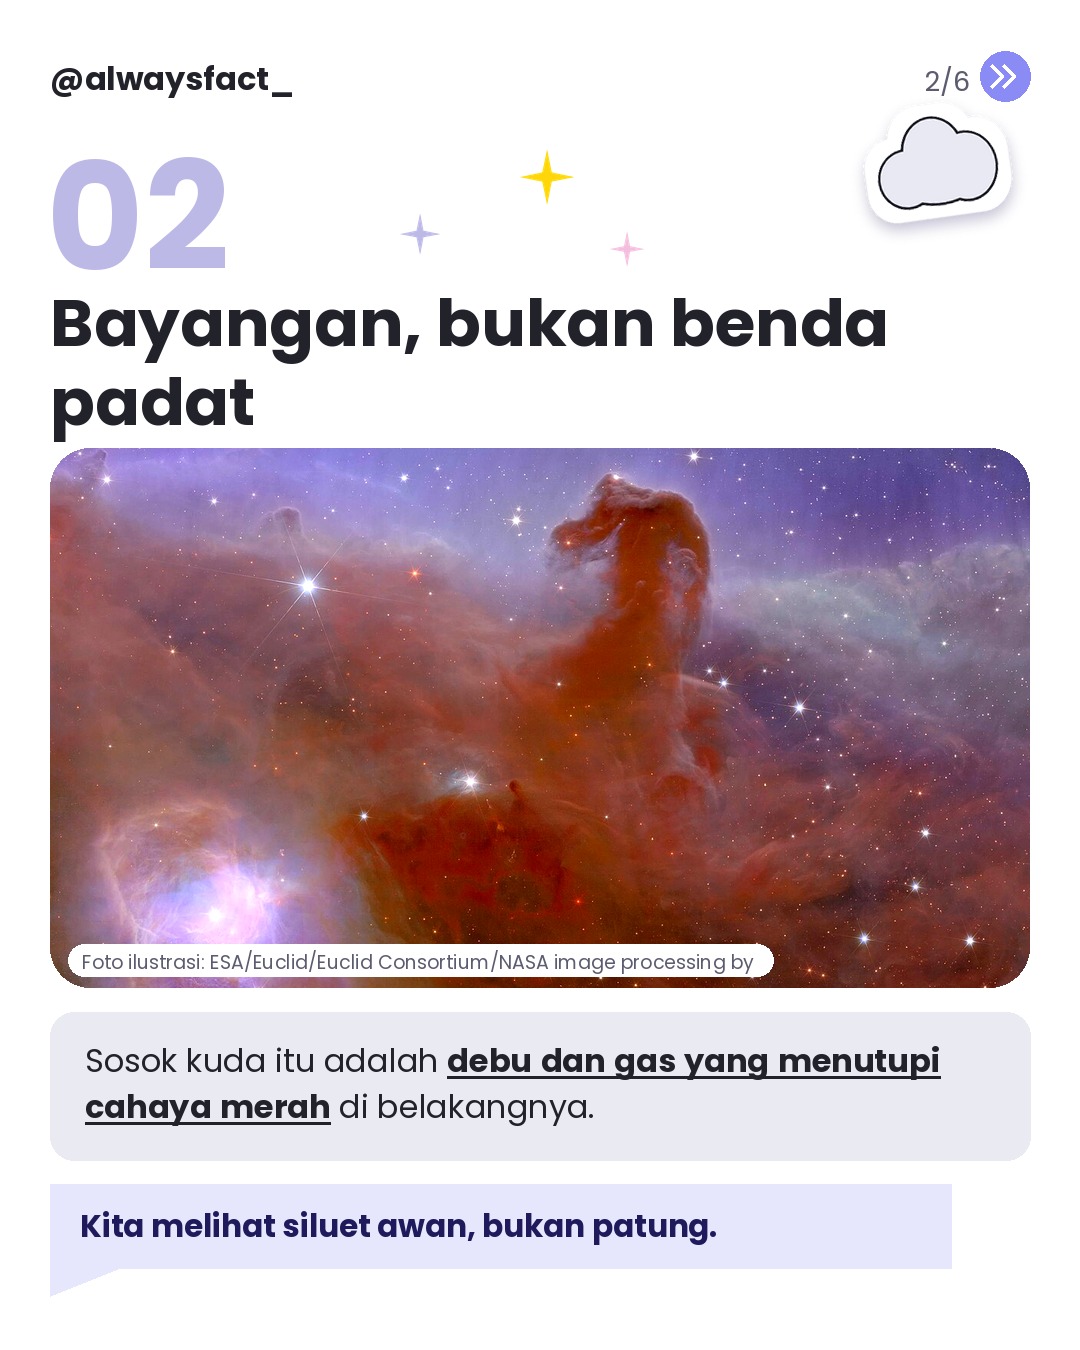 @alwaysfact_
2/6
02
Bayangan, bukan benda
padat
Foto ilustrasi: ESA/Euclid/Euclid Consortium/NASA image processing by
Sosok kuda itu adalah debu dan gas yang menutupi
cahaya merah di belakangnya.
Kita melihat siluet awan, bukan patung.